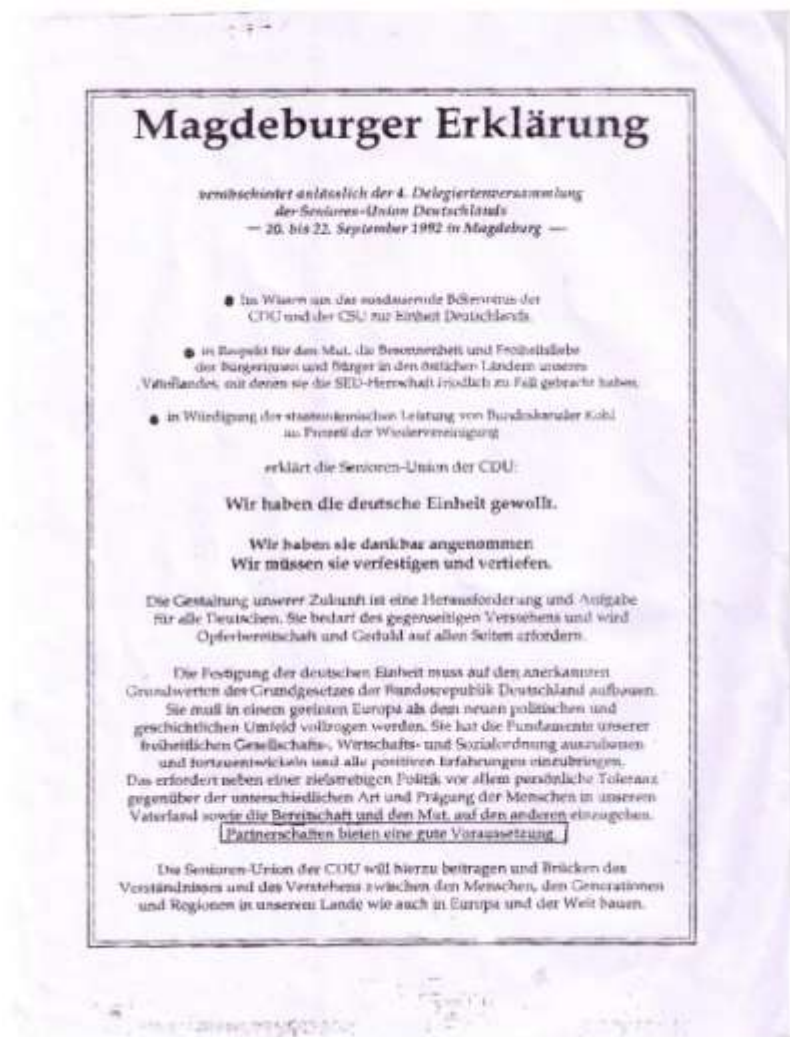 Magdeburger Erklärung
verabschiedet anlässlich der 4. Delegiertenversammlung
der Senioren-Union Deutschlands
— 20. bis 22. September 1992 in Magdeburg —
● Im Wissen um das ausdauernde Bekenntnis der
CDU und der CSU zur Einheit Deutschlands,
● in Respekt für den Mut, die Besonnenheit und Freiheitsliebe
der Bürgerinnen und Bürger in den östlichen Ländern unseres
Vaterlandes, mit denen sie die SED-Herrschaft friedlich zu Fall gebracht haben,
● in Würdigung der staatsmännischen Leistung von Bundeskanzler Kohl
im Prozeß der Wiedervereinigung
erklärt die Senioren-Union der CDU:
Wir haben die deutsche Einheit gewollt.
Wir haben sie dankbar angenommen
Wir müssen sie verfestigen und vertiefen.
Die Gestaltung unserer Zukunft ist eine Herausforderung und Aufgabe
für alle Deutschen. Sie bedarf des gegenseitigen Verstehens und wird
Opferbereitschaft und Geduld auf allen Seiten erfordern.
Die Festigung der deutschen Einheit muss auf den anerkannten
Grundwerten des Grundgesetzes der Bundesrepublik Deutschland aufbauen.
Sie muß in einem geeinten Europa als dem neuen politischen und
geschichtlichen Umfeld vollzogen werden. Sie hat die Fundamente unserer
freiheitlichen Gesellschafts-, Wirtschafts- und Sozialordnung auszubauen
und fortzuentwickeln und alle positiven Erfahrungen einzubringen.
Das erfordert neben einer zielstrebigen Politik vor allem persönliche Toleranz
gegenüber der unterschiedlichen Art und Prägung der Menschen in unserem
Vaterland sowie die Bereitschaft und den Mut, auf den anderen einzugehen.
Partnerschaften bieten eine gute Voraussetzung
Die Senioren-Union der CDU will hierzu beitragen und Brücken des
Verständnisses und des Verstehens zwischen den Menschen, den Generationen
und Regionen in unserem Lande wie auch in Europa und der Welt bauen.